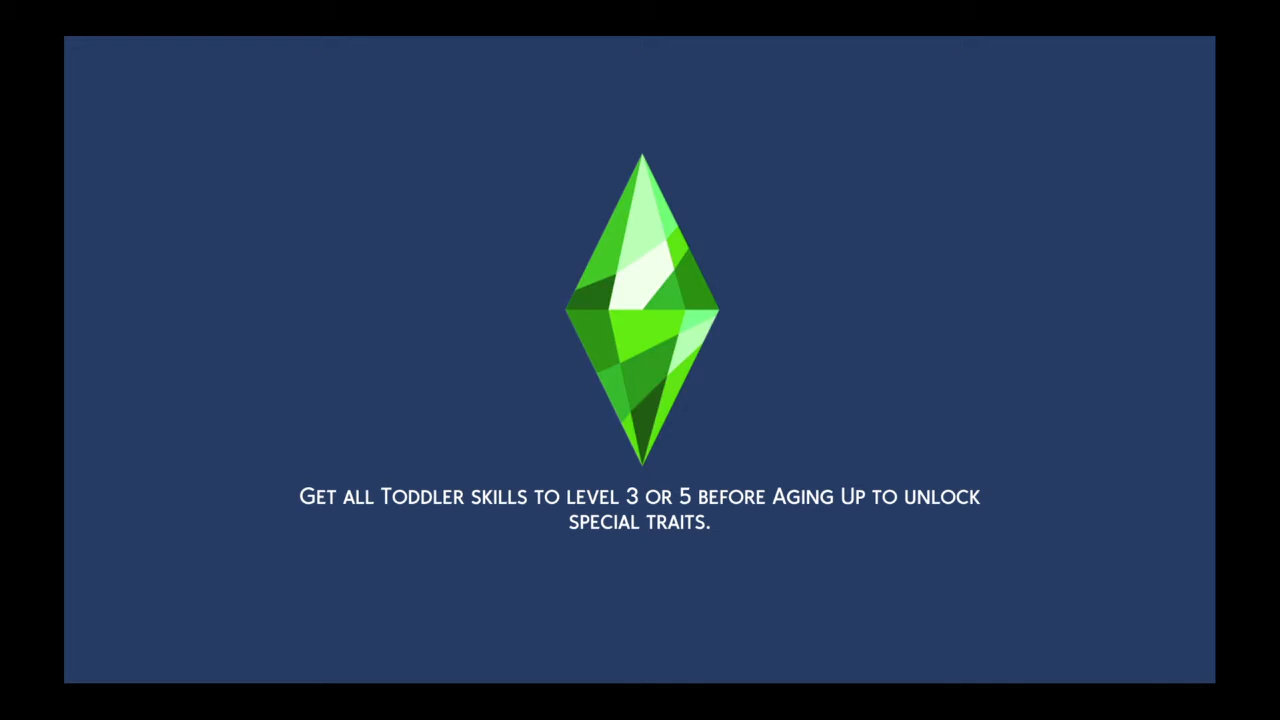 Get all Toddler skills to level 3 or 5 before Aging Up to unlock
special traits.